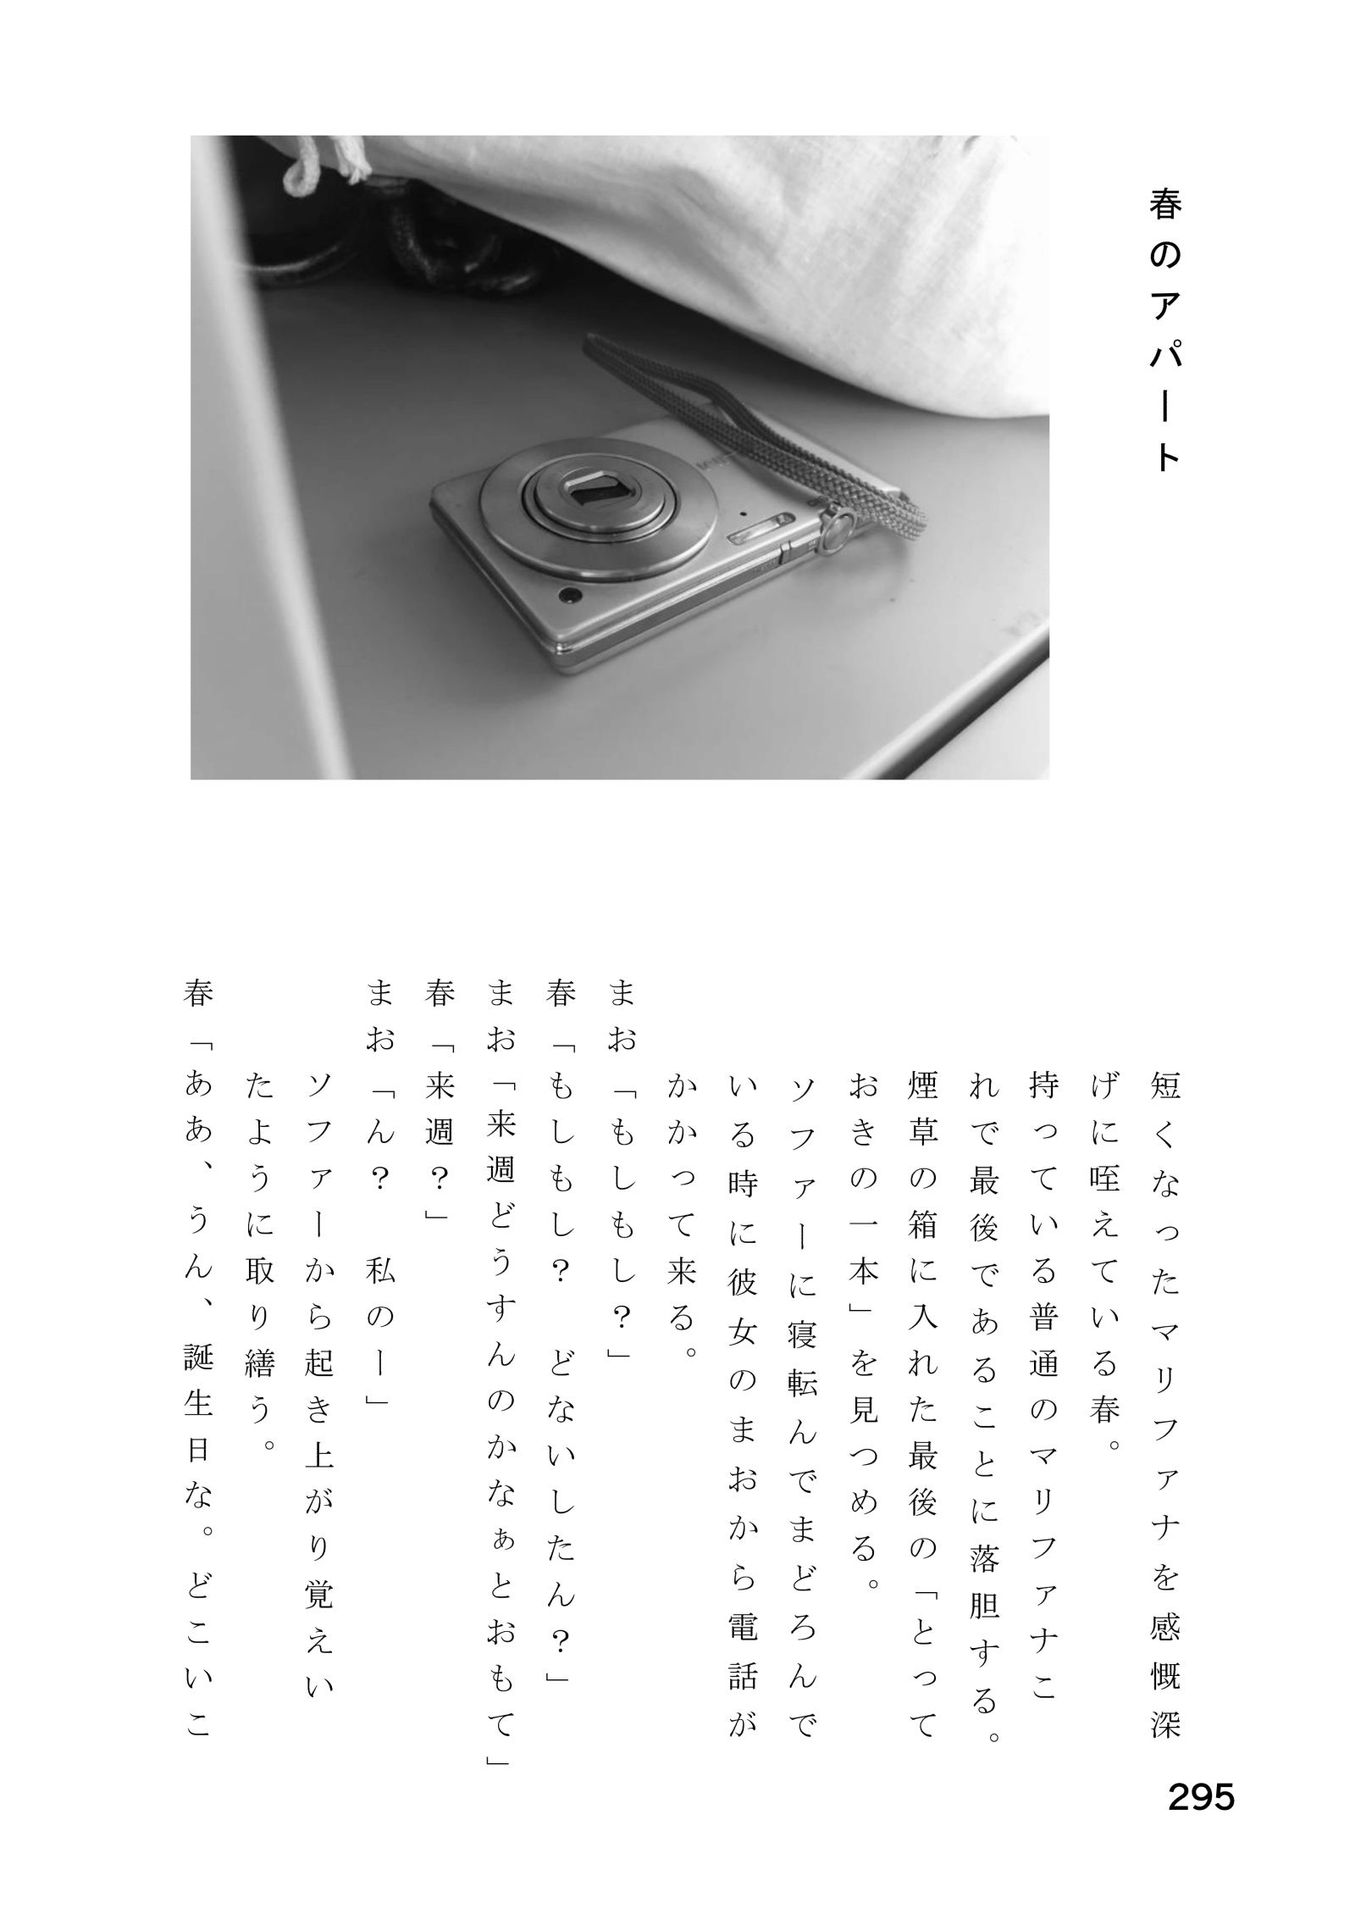 春のアパート
短くなったマリファナを感慨深
げに咥えている春。
持っている普通のマリファナこ
れで最後であることに落胆する。
煙草の箱に入れた最後の「とって
おきの一本」を見つめる。
ソファーに寝転んでまどろんで
いる時に彼女のまおから電話が
かかって来る。
まお「もしもし?」
春「もしもし? どないしたん?」
まお「来週どうすんのかなぁとおもて」
春「来週?」
まお「ん? 私のー」
ソファーから起き上がり覚えい
たように取り繕う。
春「ああ、うん、誕生日な。どこいこ
295